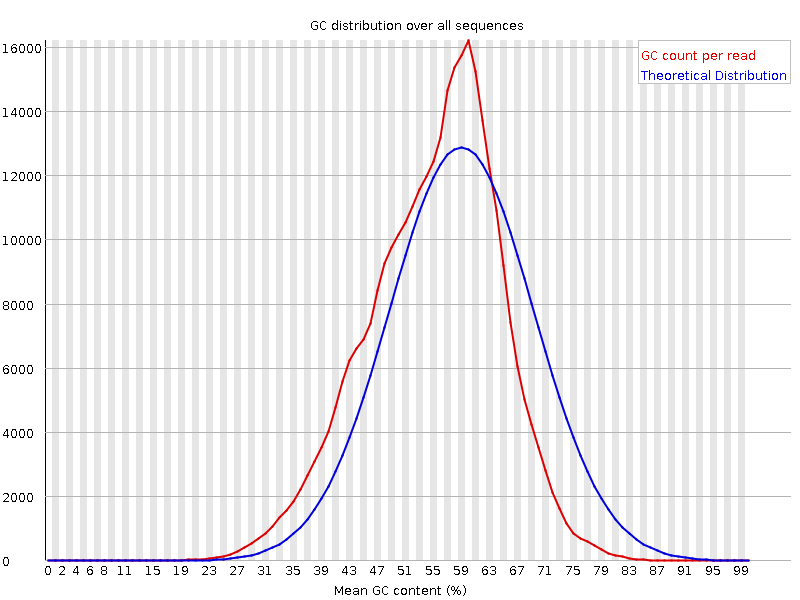 GC distribution over all sequences
GC count per read
Theoretical Distribution
16000
14000
12000
10000
8000
6000
4000
2000
0
0 2 4 6 8 11 15 19 23 27 31 35 39 43 47 51 55 59 63 67 71 75 79 83 87 91 95 99
Mean GC content (%)